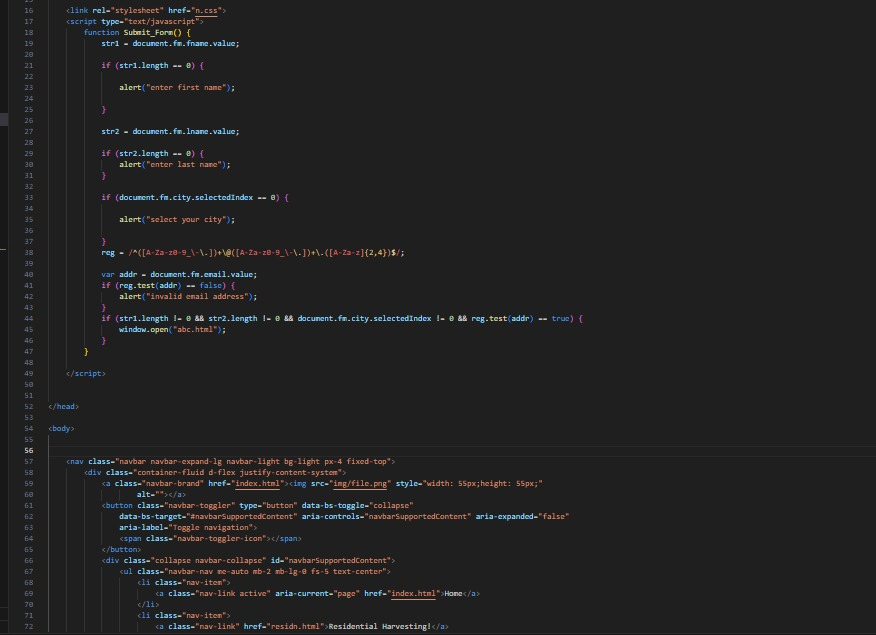 16 <link rel="stylesheet" href="n.css">
17 <script type="text/javascript">
18 function Submit_Form() {
19 str1 = document.fm.fname.value;
20
21 if (str1.length == 0) {
22
23 alert("enter first name");
24
25 }
26
27 str2 = document.fm.lname.value;
28
29 if (str2.length == 0) {
30 alert("enter last name");
31 }
32
33 if (document.fm.city.selectedIndex == 0) {
34
35 alert("select your city");
36
37 }
38 reg = /^([A-Za-z0-9_\-\.])+\@([A-Za-z0-9_\-\.])+\.([A-Za-z]{2,4})$/;
39
40 var addr = document.fm.email.value;
41 if (reg.test(addr) == false) {
42 alert("invalid email address");
43 }
44 if (str1.length != 0 && str2.length != 0 && document.fm.city.selectedIndex != 0 && reg.test(addr) == true) {
45 window.open("abc.html");
46 }
47 }
48
49 </script>
50
51
52 </head>
53
54 <body>
55
56
57 <nav class="navbar navbar-expand-lg navbar-light bg-light px-4 fixed-top">
58 <div class="container-fluid d-flex justify-content-system">
59 <a class="navbar-brand" href="index.html"><img src="img/file.png" style="width: 55px;height: 55px;"
60 alt=""></a>
61 <button class="navbar-toggler" type="button" data-bs-toggle="collapse"
62 data-bs-target="#navbarSupportedContent" aria-controls="navbarSupportedContent" aria-expanded="false"
63 aria-label="Toggle navigation">
64 <span class="navbar-toggler-icon"></span>
65 </button>
66 <div class="collapse navbar-collapse" id="navbarSupportedContent">
67 <ul class="navbar-nav me-auto mb-2 mb-lg-0 fs-5 text-center">
68 <li class="nav-item">
69 <a class="nav-link active" aria-current="page" href="index.html">Home</a>
70 </li>
71 <li class="nav-item">
72 <a class="nav-link" href="residn.html">Residential Harvesting!</a>